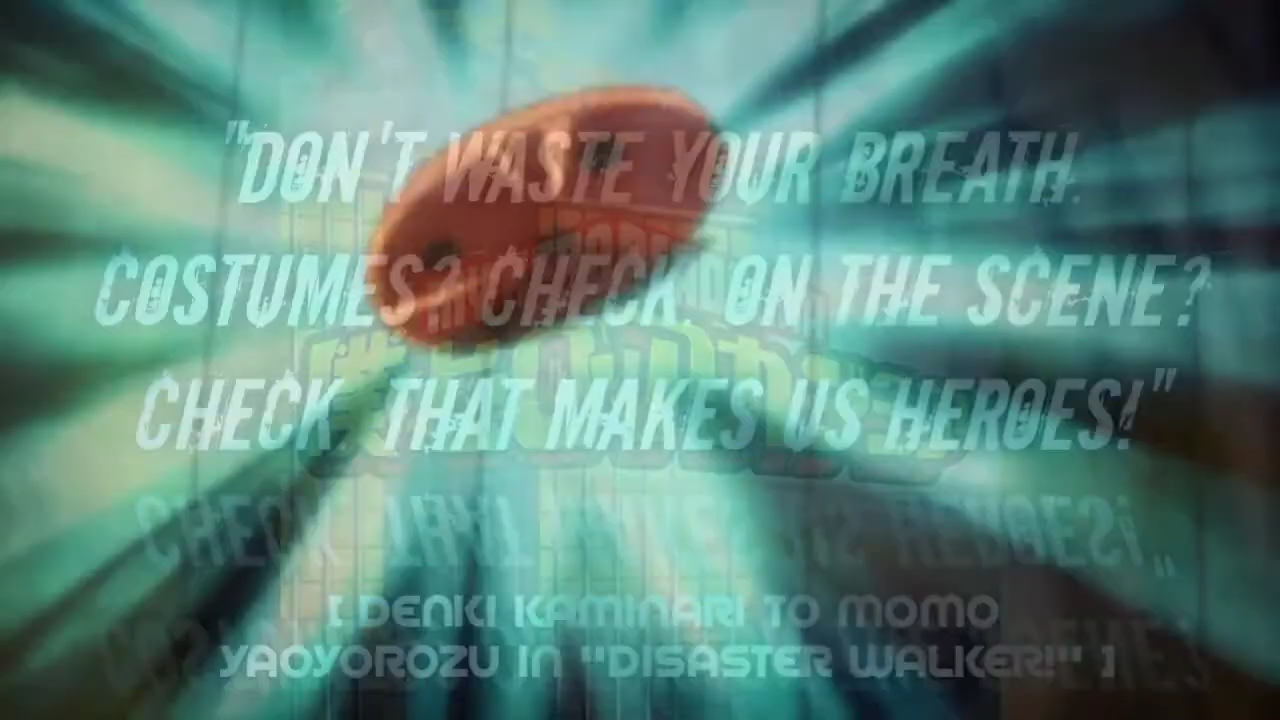 "DON'T WASTE YOUR BREATH.
COSTUMES? CHECK. ON THE SCENE?
CHECK. THAT MAKES US HEROES!"
[ DENKI KAMINARI TO MOMO
YAOYOROZU IN "DISASTER WALKER!" ]